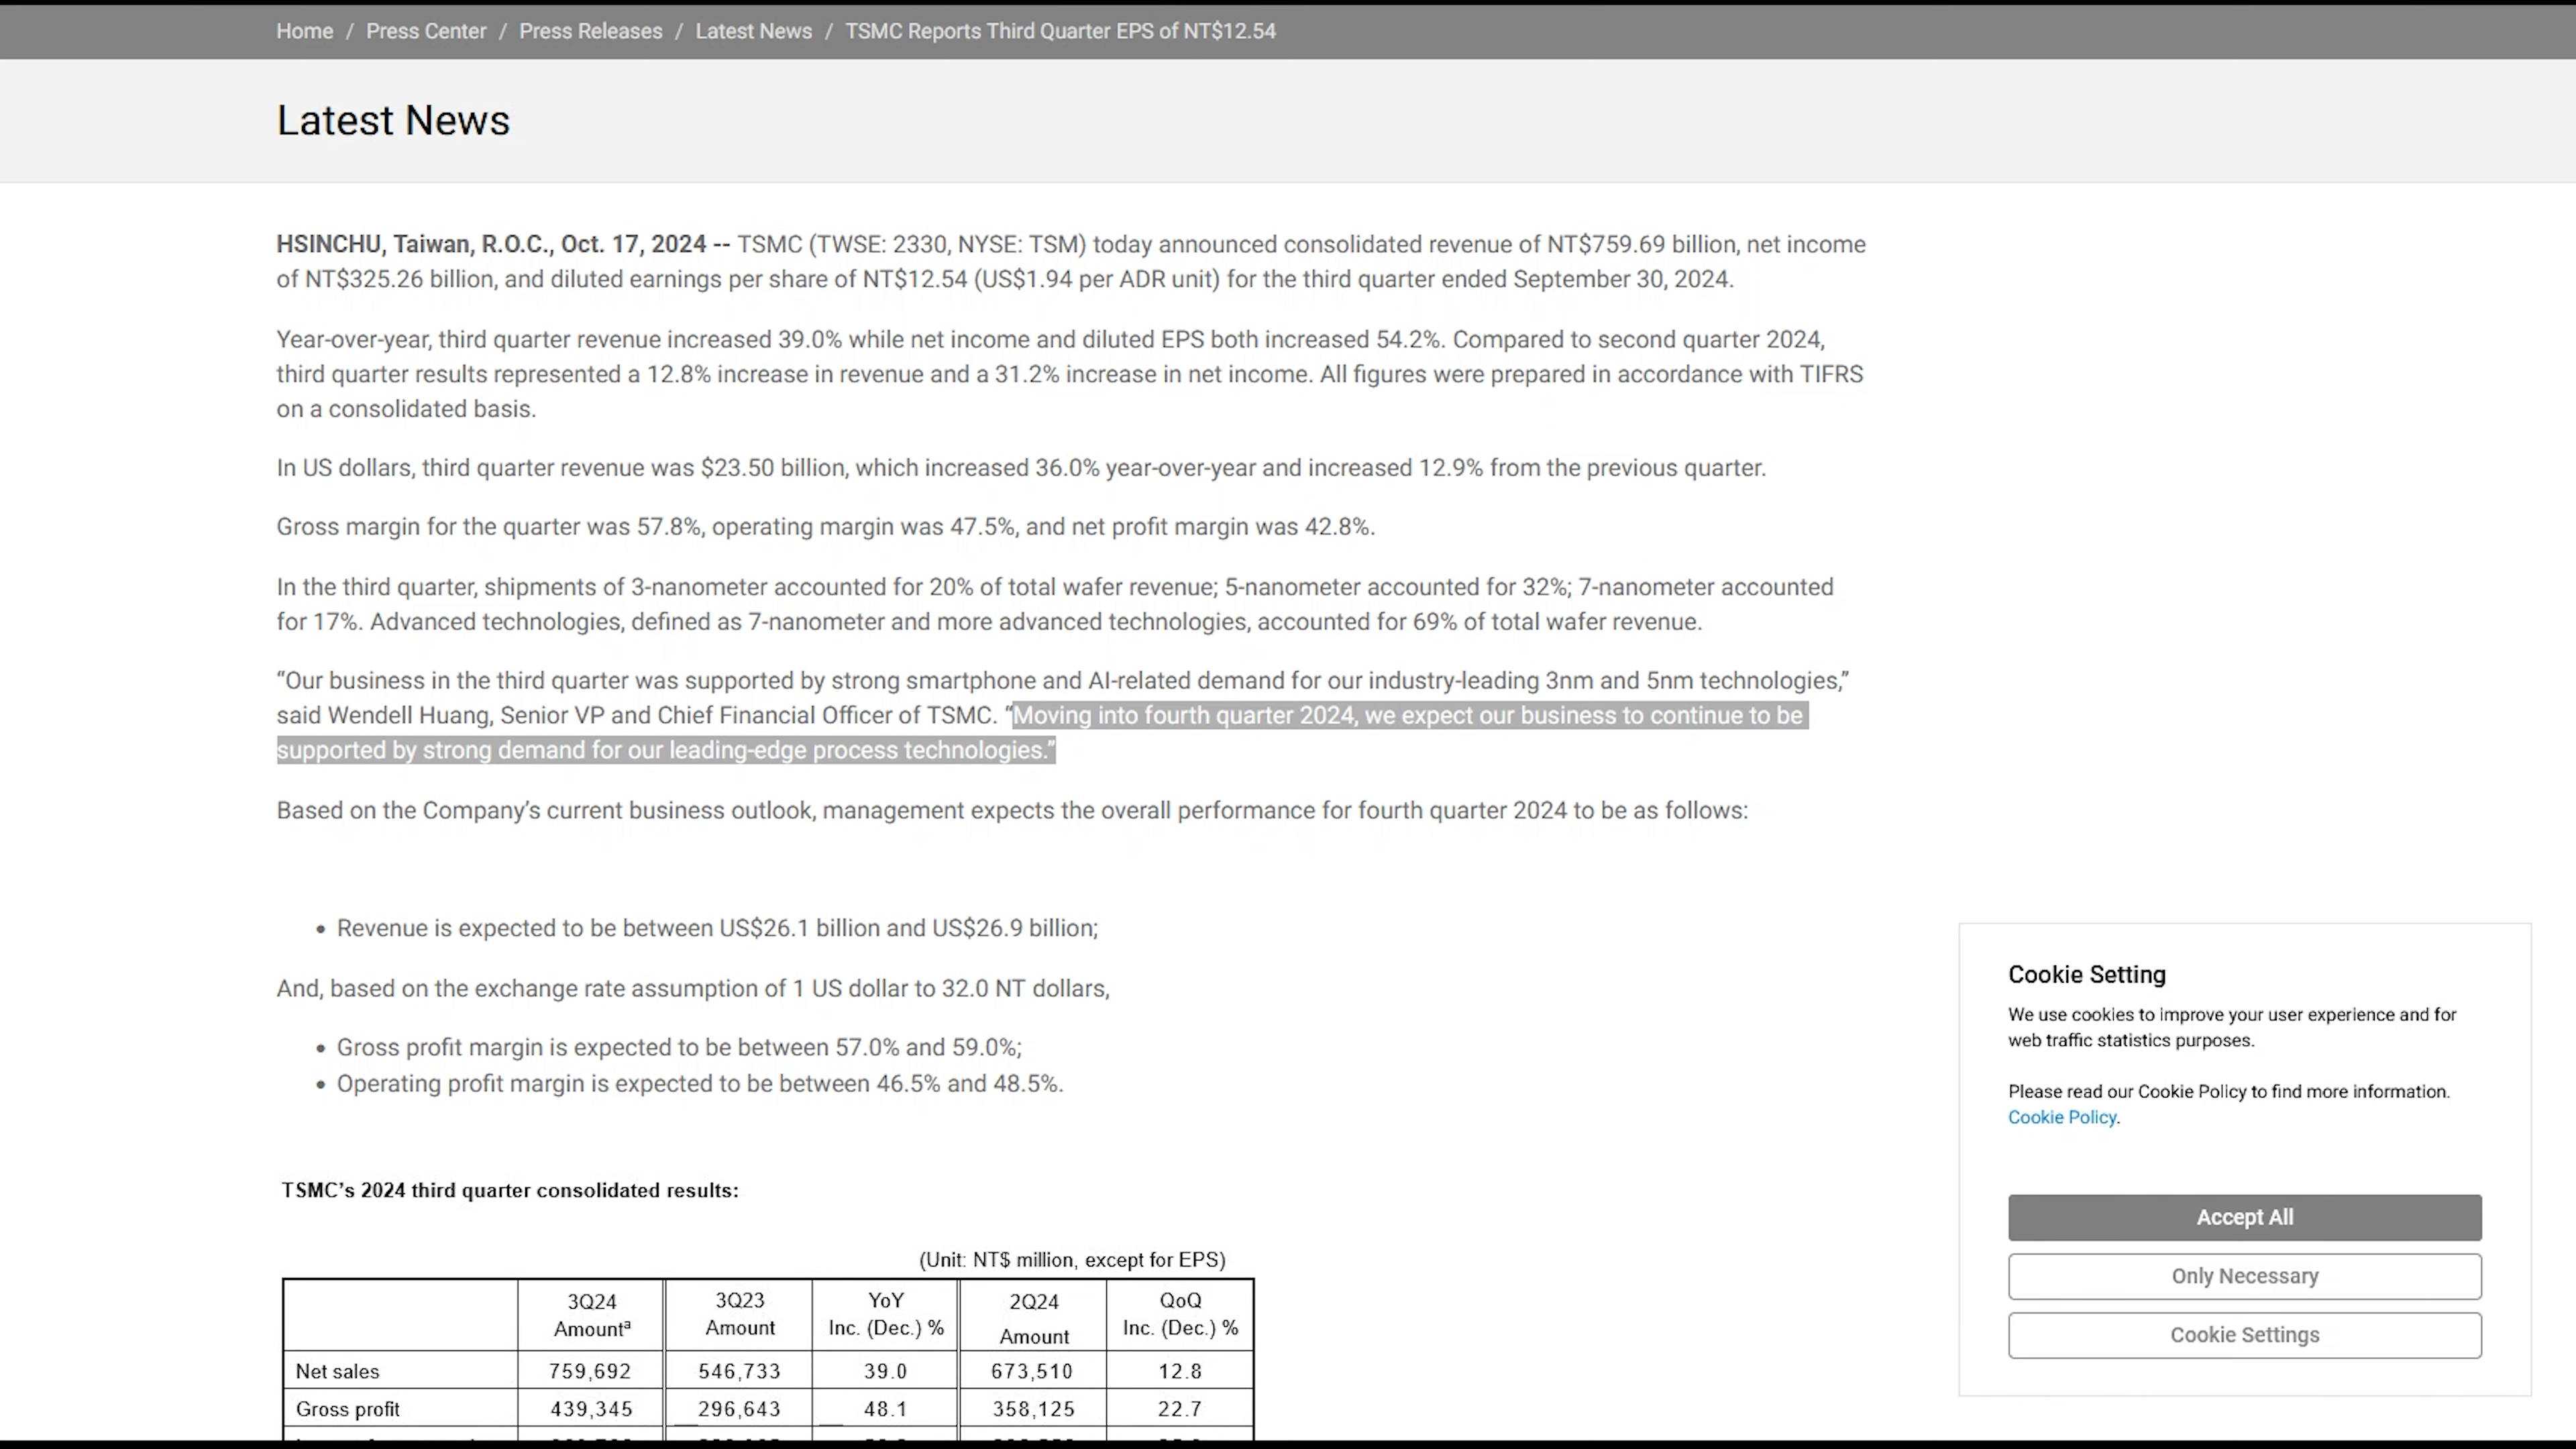 Home / Press Center / Press Releases / Latest News / TSMC Reports Third Quarter EPS of NT$12.54
Latest News
HSINCHU, Taiwan, R.O.C., Oct. 17, 2024 -- TSMC (TWSE: 2330, NYSE: TSM) today announced consolidated revenue of NT$759.69 billion, net income
of NT$325.26 billion, and diluted earnings per share of NT$12.54 (US$1.94 per ADR unit) for the third quarter ended September 30, 2024.
Year-over-year, third quarter revenue increased 39.0% while net income and diluted EPS both increased 54.2%. Compared to second quarter 2024,
third quarter results represented a 12.8% increase in revenue and a 31.2% increase in net income. All figures were prepared in accordance with TIFRS
on a consolidated basis.
In US dollars, third quarter revenue was $23.50 billion, which increased 36.0% year-over-year and increased 12.9% from the previous quarter.
Gross margin for the quarter was 57.8%, operating margin was 47.5%, and net profit margin was 42.8%.
In the third quarter, shipments of 3-nanometer accounted for 20% of total wafer revenue; 5-nanometer accounted for 32%; 7-nanometer accounted
for 17%. Advanced technologies, defined as 7-nanometer and more advanced technologies, accounted for 69% of total wafer revenue.
“Our business in the third quarter was supported by strong smartphone and AI-related demand for our industry-leading 3nm and 5nm technologies,”
said Wendell Huang, Senior VP and Chief Financial Officer of TSMC. “Moving into fourth quarter 2024, we expect our business to continue to be
supported by strong demand for our leading-edge process technologies.”
Based on the Company’s current business outlook, management expects the overall performance for fourth quarter 2024 to be as follows:
• Revenue is expected to be between US$26.1 billion and US$26.9 billion;
And, based on the exchange rate assumption of 1 US dollar to 32.0 NT dollars,
• Gross profit margin is expected to be between 57.0% and 59.0%;
• Operating profit margin is expected to be between 46.5% and 48.5%.
TSMC’s 2024 third quarter consolidated results:
(Unit: NT$ million, except for EPS)
3Q24 3Q23 YoY 2Q24 QoQ
Amountª Amount Inc. (Dec.) % Amount Inc. (Dec.) %
Net sales 759,692 546,733 39.0 673,510 12.8
Gross profit 439,345 296,643 48.1 358,125 22.7
Cookie Setting
We use cookies to improve your user experience and for
web traffic statistics purposes.
Please read our Cookie Policy to find more information.
Cookie Policy.
Accept All
Only Necessary
Cookie Settings